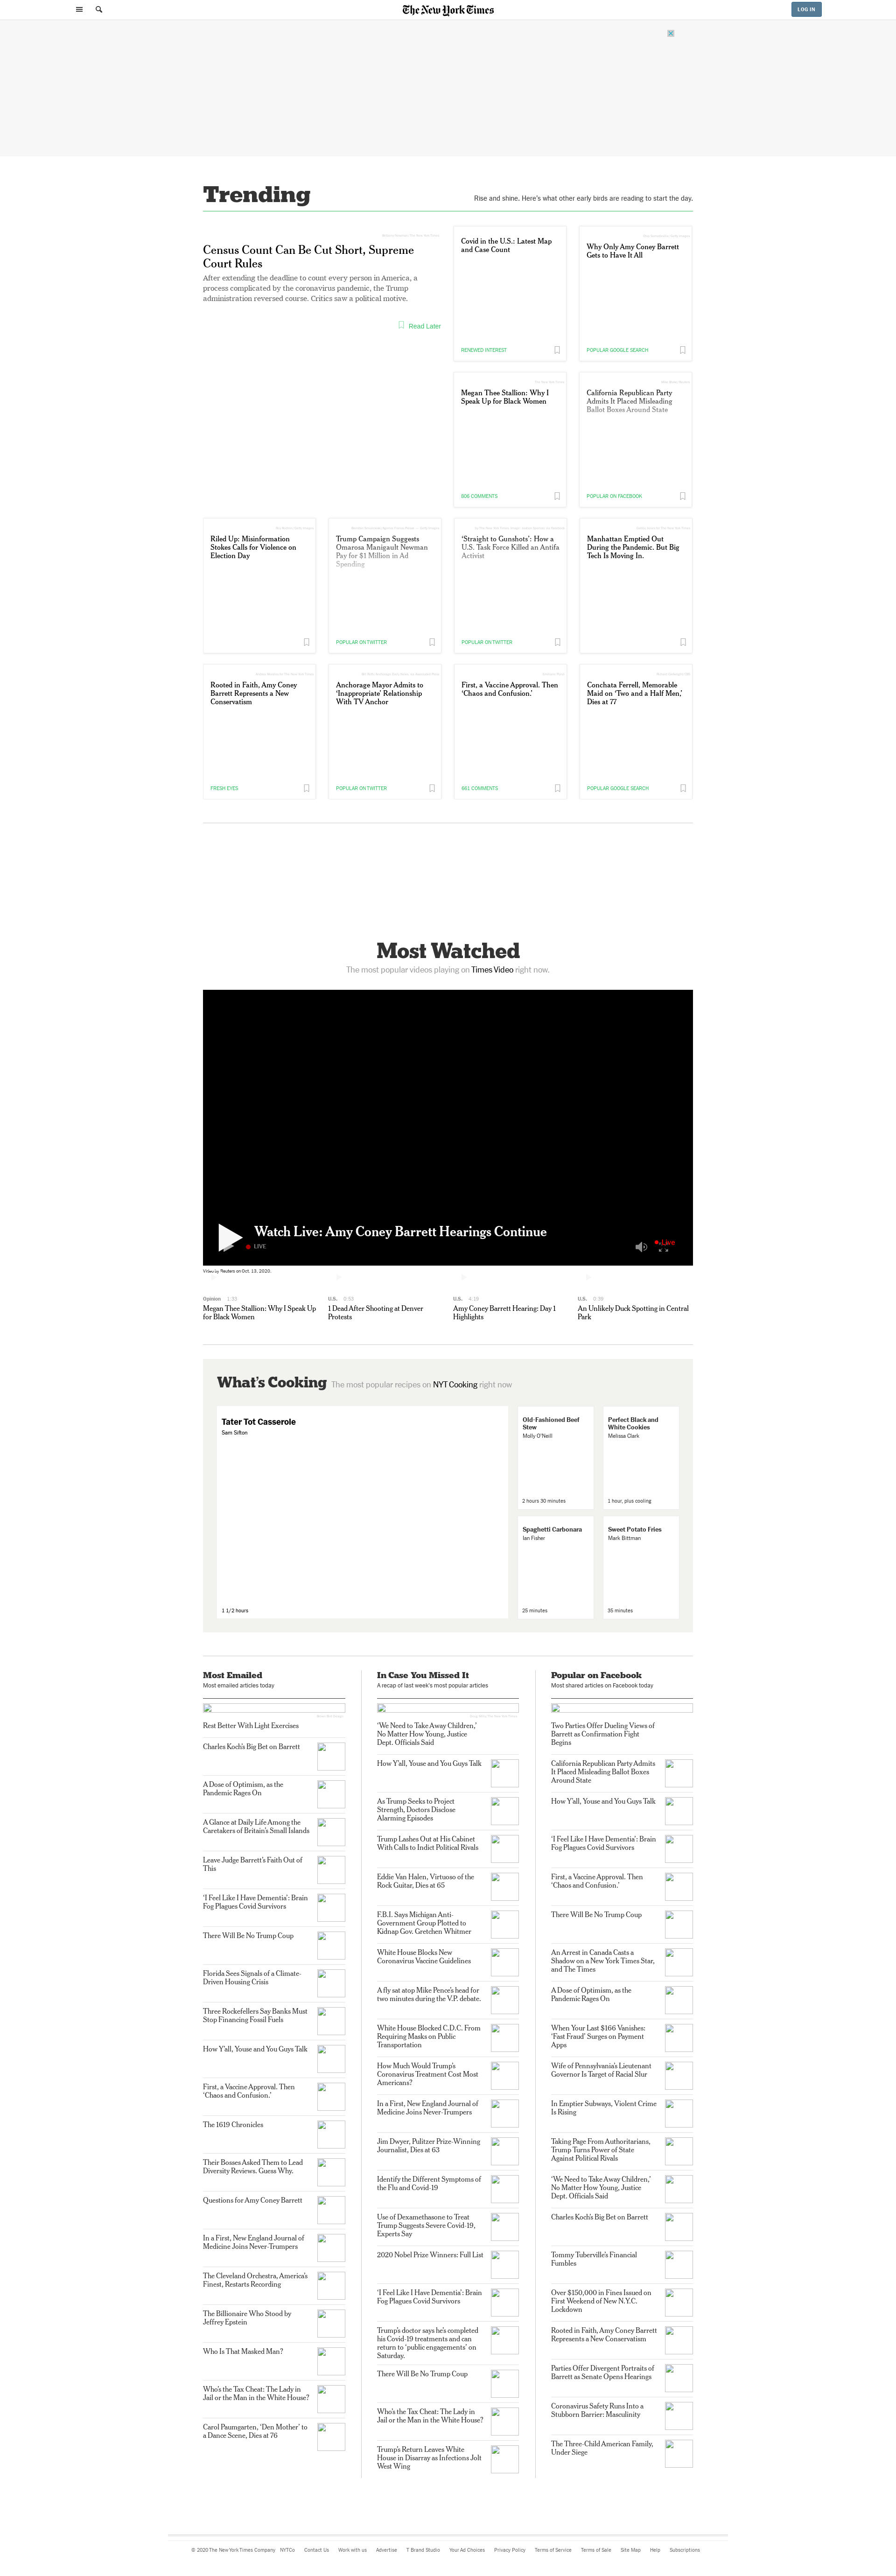 The New York Times
LOG IN
Trending
Rise and shine. Here's what other early birds are reading to start the day.
Census Count Can Be Cut Short, Supreme
Court Rules
After extending the deadline to count every person in America, a
process complicated by the coronavirus pandemic, the Trump
administration reversed course. Critics saw a political motive.
Read Later
Covid in the U.S.: Latest Map
and Case Count
RENEWED INTEREST
Why Only Amy Coney Barrett
Gets to Have It All
POPULAR GOOGLE SEARCH
Megan Thee Stallion: Why I
Speak Up for Black Women
606 COMMENTS
California Republican Party
Admits It Placed Misleading
Ballot Boxes Around State
POPULAR ON FACEBOOK
Riled Up: Misinformation
Stokes Calls for Violence on
Election Day
Trump Campaign Suggests
Omarosa Manigault Newman
Pay for $1 Million in Ad
Spending
POPULAR ON TWITTER
'Straight to Gunshots': How a
U.S. Task Force Killed an Antifa
Activist
POPULAR ON TWITTER
Manhattan Emptied Out
During the Pandemic. But Big
Tech Is Moving In.
Rooted in Faith, Amy Coney
Barrett Represents a New
Conservatism
FRESH EYES
Anchorage Mayor Admits to
'Inappropriate' Relationship
With TV Anchor
POPULAR ON TWITTER
First, a Vaccine Approval. Then
'Chaos and Confusion.'
661 COMMENTS
Conchata Ferrell, Memorable
Maid on 'Two and a Half Men,'
Dies at 77
POPULAR GOOGLE SEARCH
Most Watched
The most popular videos playing on Times Video right now.
Watch Live: Amy Coney Barrett Hearings Continue
LIVE
Live
Reuters on Oct. 13, 2020.
Opinion 1:33
Megan Thee Stallion: Why I Speak Up
for Black Women
U.S. 0:53
1 Dead After Shooting at Denver
Protests
U.S. 4:10
Amy Coney Barrett Hearing: Day 1
Highlights
U.S. 0:36
An Unlikely Duck Spotting in Central
Park
What's Cooking The most popular recipes on NYT Cooking right now
Tater Tot Casserole
Sam Sifton
1 1/2 hours
Old-Fashioned Beef
Stew
Molly O'Neill
2 hours 30 minutes
Perfect Black and
White Cookies
Melissa Clark
1 hour, plus cooling
Spaghetti Carbonara
Ian Fisher
25 minutes
Sweet Potato Fries
Mark Bittman
35 minutes
Most Emailed
Most emailed articles today
Rest Better With Light Exercises
Charles Koch's Big Bet on Barrett
A Dose of Optimism, as the
Pandemic Rages On
A Glance at Daily Life Among the
Caretakers of Britain's Small Islands
Leave Judge Barrett's Faith Out of
This
'I Feel Like I Have Dementia': Brain
Fog Plagues Covid Survivors
There Will Be No Trump Coup
Florida Sees Signals of a Climate-
Driven Housing Crisis
Three Rockefellers Say Banks Must
Stop Financing Fossil Fuels
How Y'all, Youse and You Guys Talk
First, a Vaccine Approval. Then
'Chaos and Confusion.'
The 1619 Chronicles
Their Bosses Asked Them to Lead
Diversity Reviews. Guess Why.
Questions for Amy Coney Barrett
In a First, New England Journal of
Medicine Joins Never-Trumpers
The Cleveland Orchestra, America's
Finest, Restarts Recording
The Billionaire Who Stood by
Jeffrey Epstein
Who Is That Masked Man?
Who's the Tax Cheat: The Lady in
Jail or the Man in the White House?
Carol Paumgarten, 'Den Mother' to
a Dance Scene, Dies at 76
In Case You Missed It
A recap of last week's most popular articles
'We Need to Take Away Children,'
No Matter How Young, Justice
Dept. Officials Said
How Y'all, Youse and You Guys Talk
As Trump Seeks to Project
Strength, Doctors Disclose
Alarming Episodes
Trump Lashes Out at His Cabinet
With Calls to Indict Political Rivals
Eddie Van Halen, Virtuoso of the
Rock Guitar, Dies at 65
F.B.I. Says Michigan Anti-
Government Group Plotted to
Kidnap Gov. Gretchen Whitmer
White House Blocks New
Coronavirus Vaccine Guidelines
A fly sat atop Mike Pence's head for
two minutes during the V.P. debate.
White House Blocked C.D.C. From
Requiring Masks on Public
Transportation
How Much Would Trump's
Coronavirus Treatment Cost Most
Americans?
In a First, New England Journal of
Medicine Joins Never-Trumpers
Jim Dwyer, Pulitzer Prize-Winning
Journalist, Dies at 63
Identify the Different Symptoms of
the Flu and Covid-19
Use of Dexamethasone to Treat
Trump Suggests Severe Covid-19,
Experts Say
2020 Nobel Prize Winners: Full List
'I Feel Like I Have Dementia': Brain
Fog Plagues Covid Survivors
Trump's doctor says he's completed
his Covid-19 treatments and can
return to 'public engagements' on
Saturday.
There Will Be No Trump Coup
Who's the Tax Cheat: The Lady in
Jail or the Man in the White House?
Trump's Return Leaves White
House in Disarray as Infections Jolt
West Wing
Popular on Facebook
Most shared articles on Facebook today
Two Parties Offer Dueling Views of
Barrett as Confirmation Fight
Begins
California Republican Party Admits
It Placed Misleading Ballot Boxes
Around State
How Y'all, Youse and You Guys Talk
'I Feel Like I Have Dementia': Brain
Fog Plagues Covid Survivors
First, a Vaccine Approval. Then
'Chaos and Confusion.'
There Will Be No Trump Coup
An Arrest in Canada Casts a
Shadow on a New York Times Star,
and The Times
A Dose of Optimism, as the
Pandemic Rages On
When Your Last $166 Vanishes:
'Fast Fraud' Surges on Payment
Apps
Wife of Pennsylvania's Lieutenant
Governor Is Target of Racial Slur
In Emptier Subways, Violent Crime
Is Rising
Taking Page From Authoritarians,
Trump Turns Power of State
Against Political Rivals
'We Need to Take Away Children,'
No Matter How Young, Justice
Dept. Officials Said
Charles Koch's Big Bet on Barrett
Tommy Tuberville's Financial
Fumbles
Over $150,000 in Fines Issued on
First Weekend of New N.Y.C.
Lockdown
Rooted in Faith, Amy Coney Barrett
Represents a New Conservatism
Parties Offer Divergent Portraits of
Barrett as Senate Opens Hearings
Coronavirus Safety Runs Into a
Stubborn Barrier: Masculinity
The Three-Child American Family,
Under Siege
© 2020 The New York Times Company NYTCo Contact Us Work with us Advertise T Brand Studio Your Ad Choices Privacy Policy Terms of Service Terms of Sale Site Map Help Subscriptions